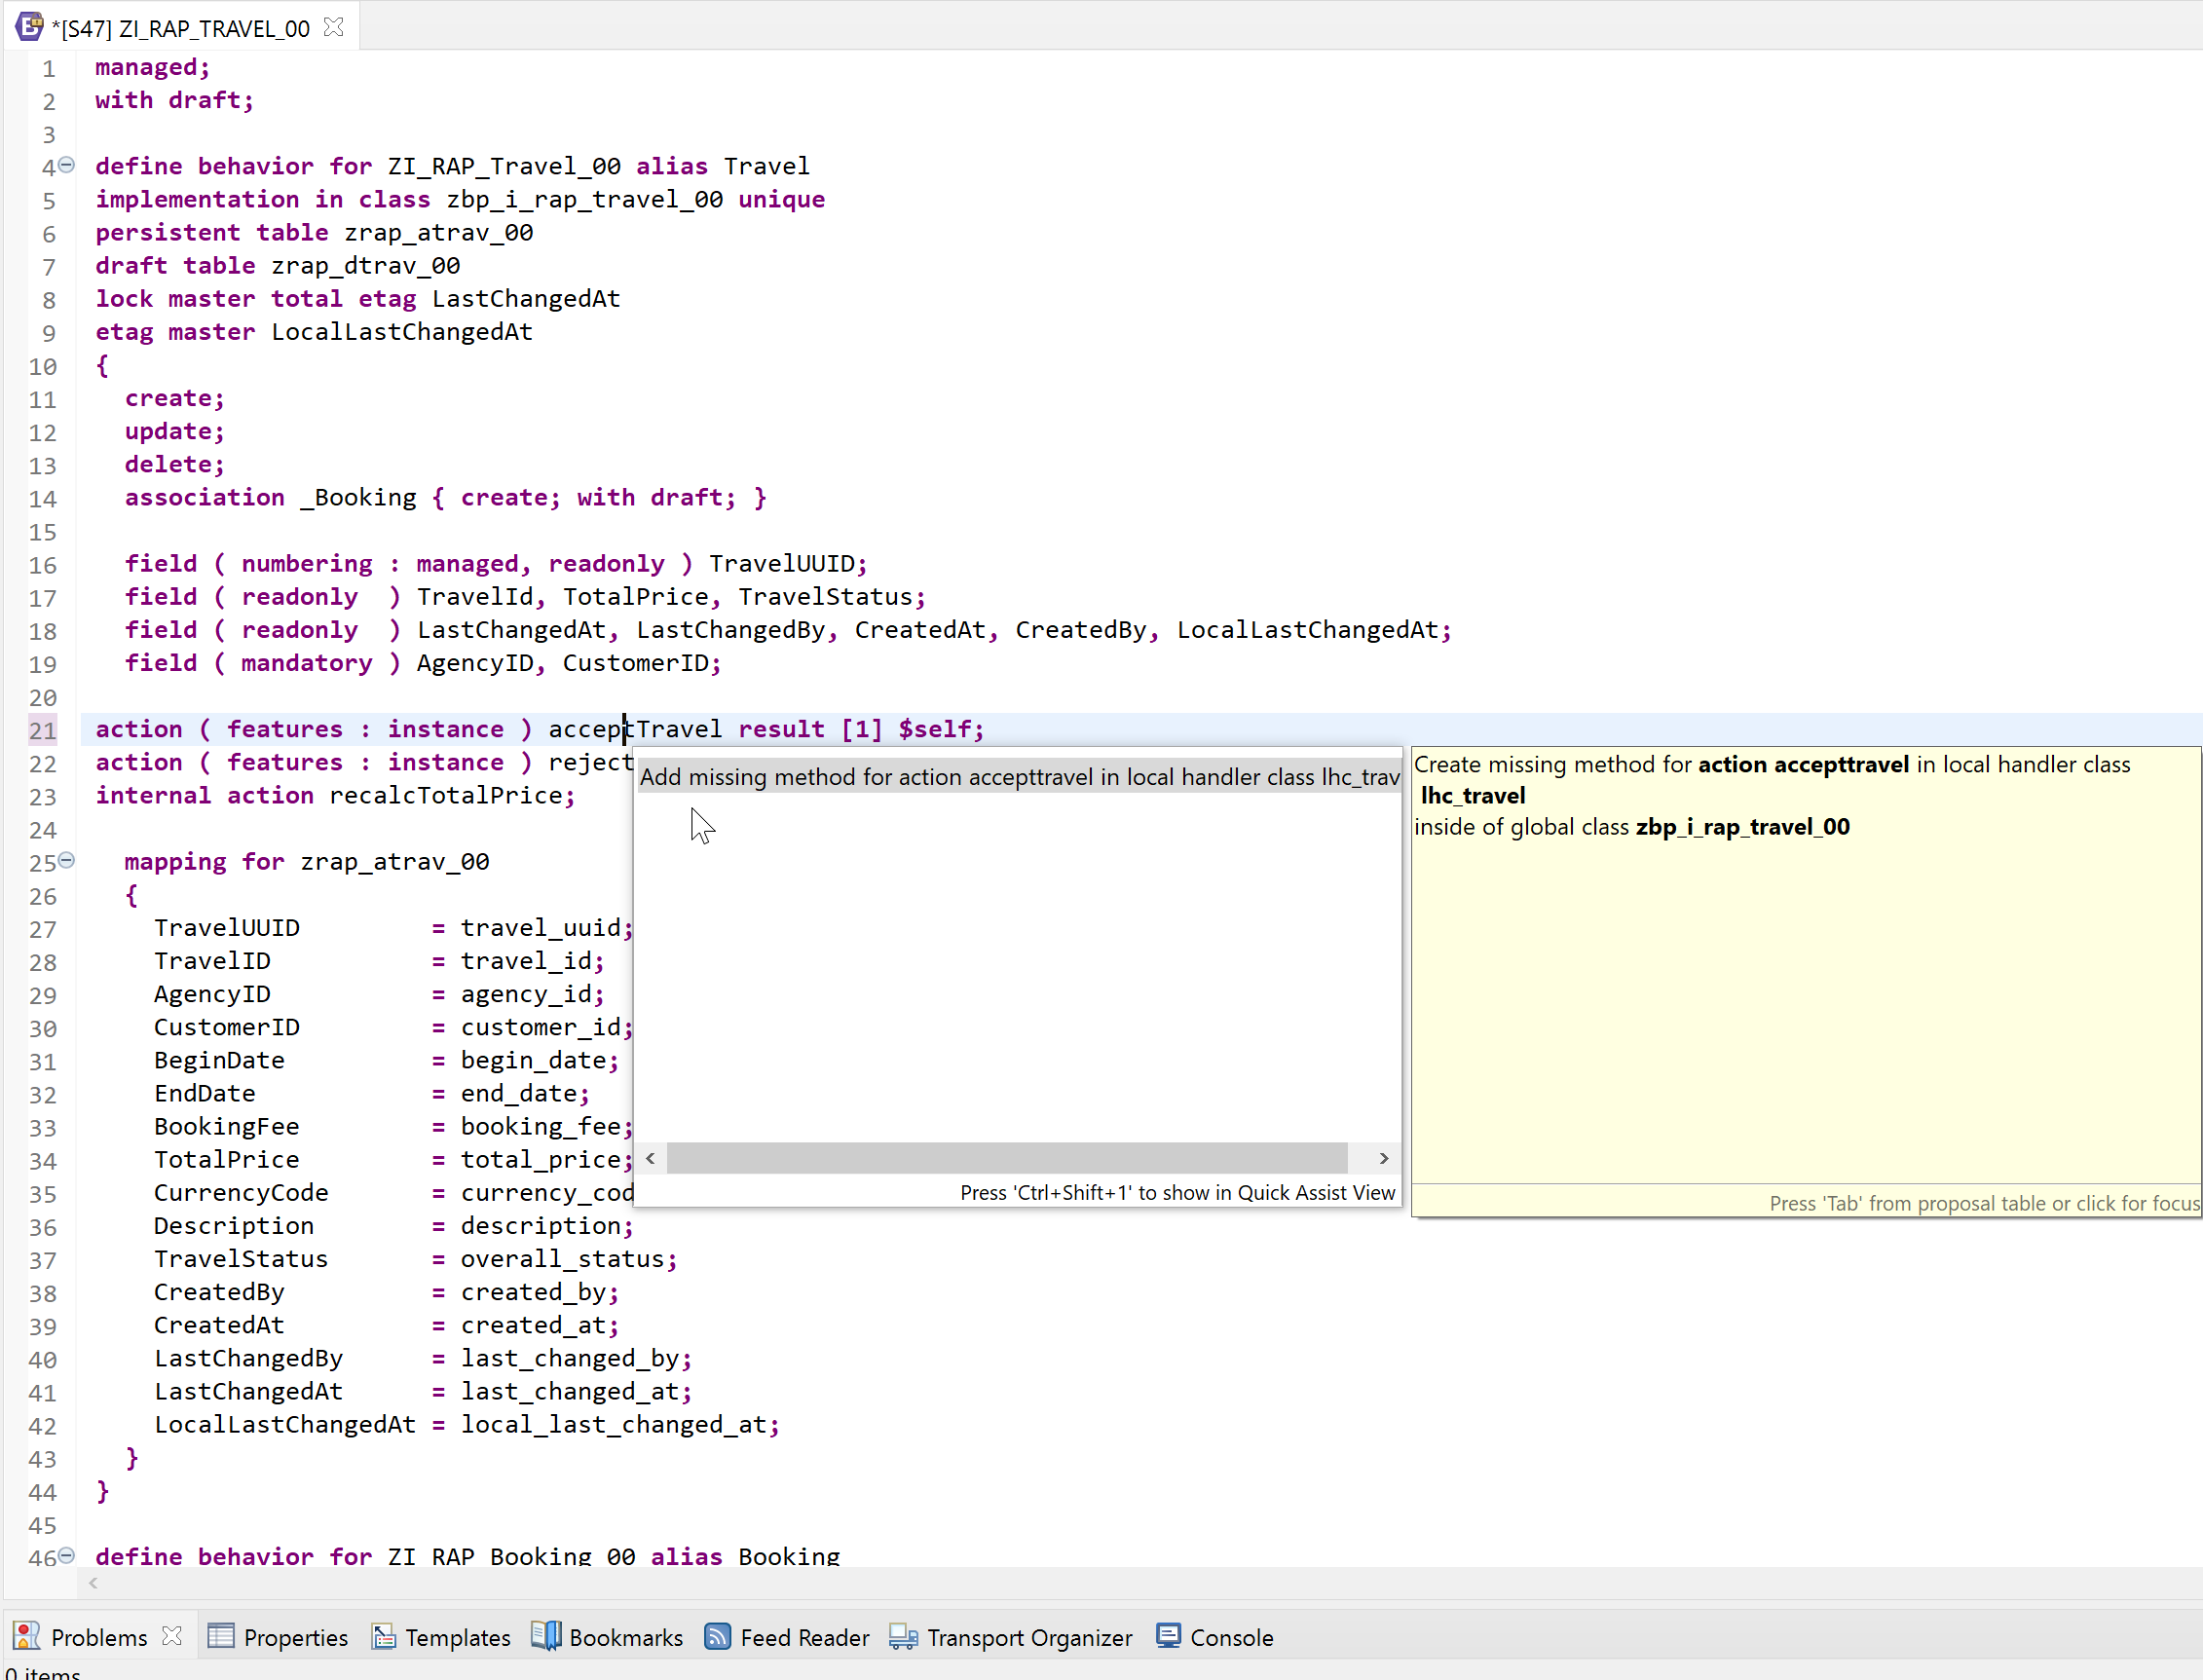 *[S47] ZI_RAP_TRAVEL_00
1 managed;
2 with draft;
3
4 define behavior for ZI_RAP_Travel_00 alias Travel
5 implementation in class zbp_i_rap_travel_00 unique
6 persistent table zrap_atrav_00
7 draft table zrap_dtrav_00
8 lock master total etag LastChangedAt
9 etag master LocalLastChangedAt
10 {
11 create;
12 update;
13 delete;
14 association _Booking { create; with draft; }
15
16 field ( numbering : managed, readonly ) TravelUUID;
17 field ( readonly  ) TravelId, TotalPrice, TravelStatus;
18 field ( readonly  ) LastChangedAt, LastChangedBy, CreatedAt, CreatedBy, LocalLastChangedAt;
19 field ( mandatory ) AgencyID, CustomerID;
20
21 action ( features : instance ) acceptTravel result [1] $self;
22 action ( features : instance ) reject
23 internal action recalcTotalPrice;
24
25 mapping for zrap_atrav_00
26 {
27 TravelUUID = travel_uuid;
28 TravelID = travel_id;
29 AgencyID = agency_id;
30 CustomerID = customer_id;
31 BeginDate = begin_date;
32 EndDate = end_date;
33 BookingFee = booking_fee;
34 TotalPrice = total_price;
35 CurrencyCode = currency_cod
36 Description = description;
37 TravelStatus = overall_status;
38 CreatedBy = created_by;
39 CreatedAt = created_at;
40 LastChangedBy = last_changed_by;
41 LastChangedAt = last_changed_at;
42 LocalLastChangedAt = local_last_changed_at;
43 }
44 }
45
46 define behavior for ZI_RAP_Booking_00 alias Booking
Add missing method for action accepttravel in local handler class lhc_trav
Press 'Ctrl+Shift+1' to show in Quick Assist View
Create missing method for action accepttravel in local handler class
lhc_travel
inside of global class zbp_i_rap_travel_00
Press 'Tab' from proposal table or click for focus
Problems Properties Templates Bookmarks Feed Reader Transport Organizer Console
0 items